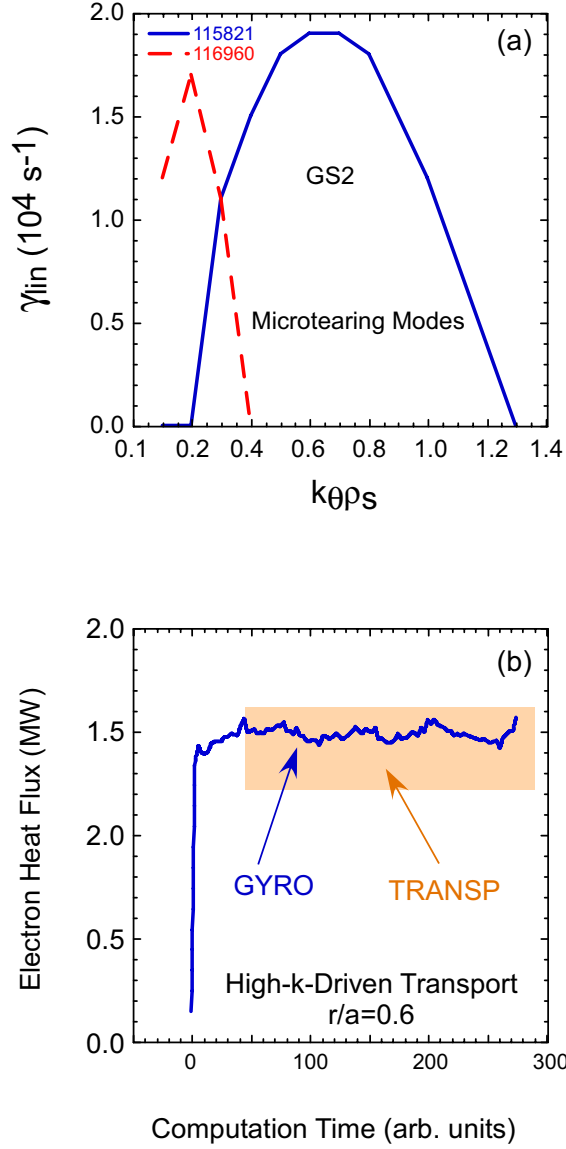 (a)
115821
116960
2.0
1.5
1.0
0.5
0.0
γlin (10⁴ s⁻¹)
GS2
Microtearing Modes
0.1 0.2 0.4 0.6 0.8 1.0 1.2 1.4
kθρs
(b)
2.0
1.5
2.0
0.5
0.0
Electron Heat Flux (MW)
GYRO
TRANSP
High-k-Driven Transport
r/a=0.6
0 100 200 300
Computation Time (arb. units)